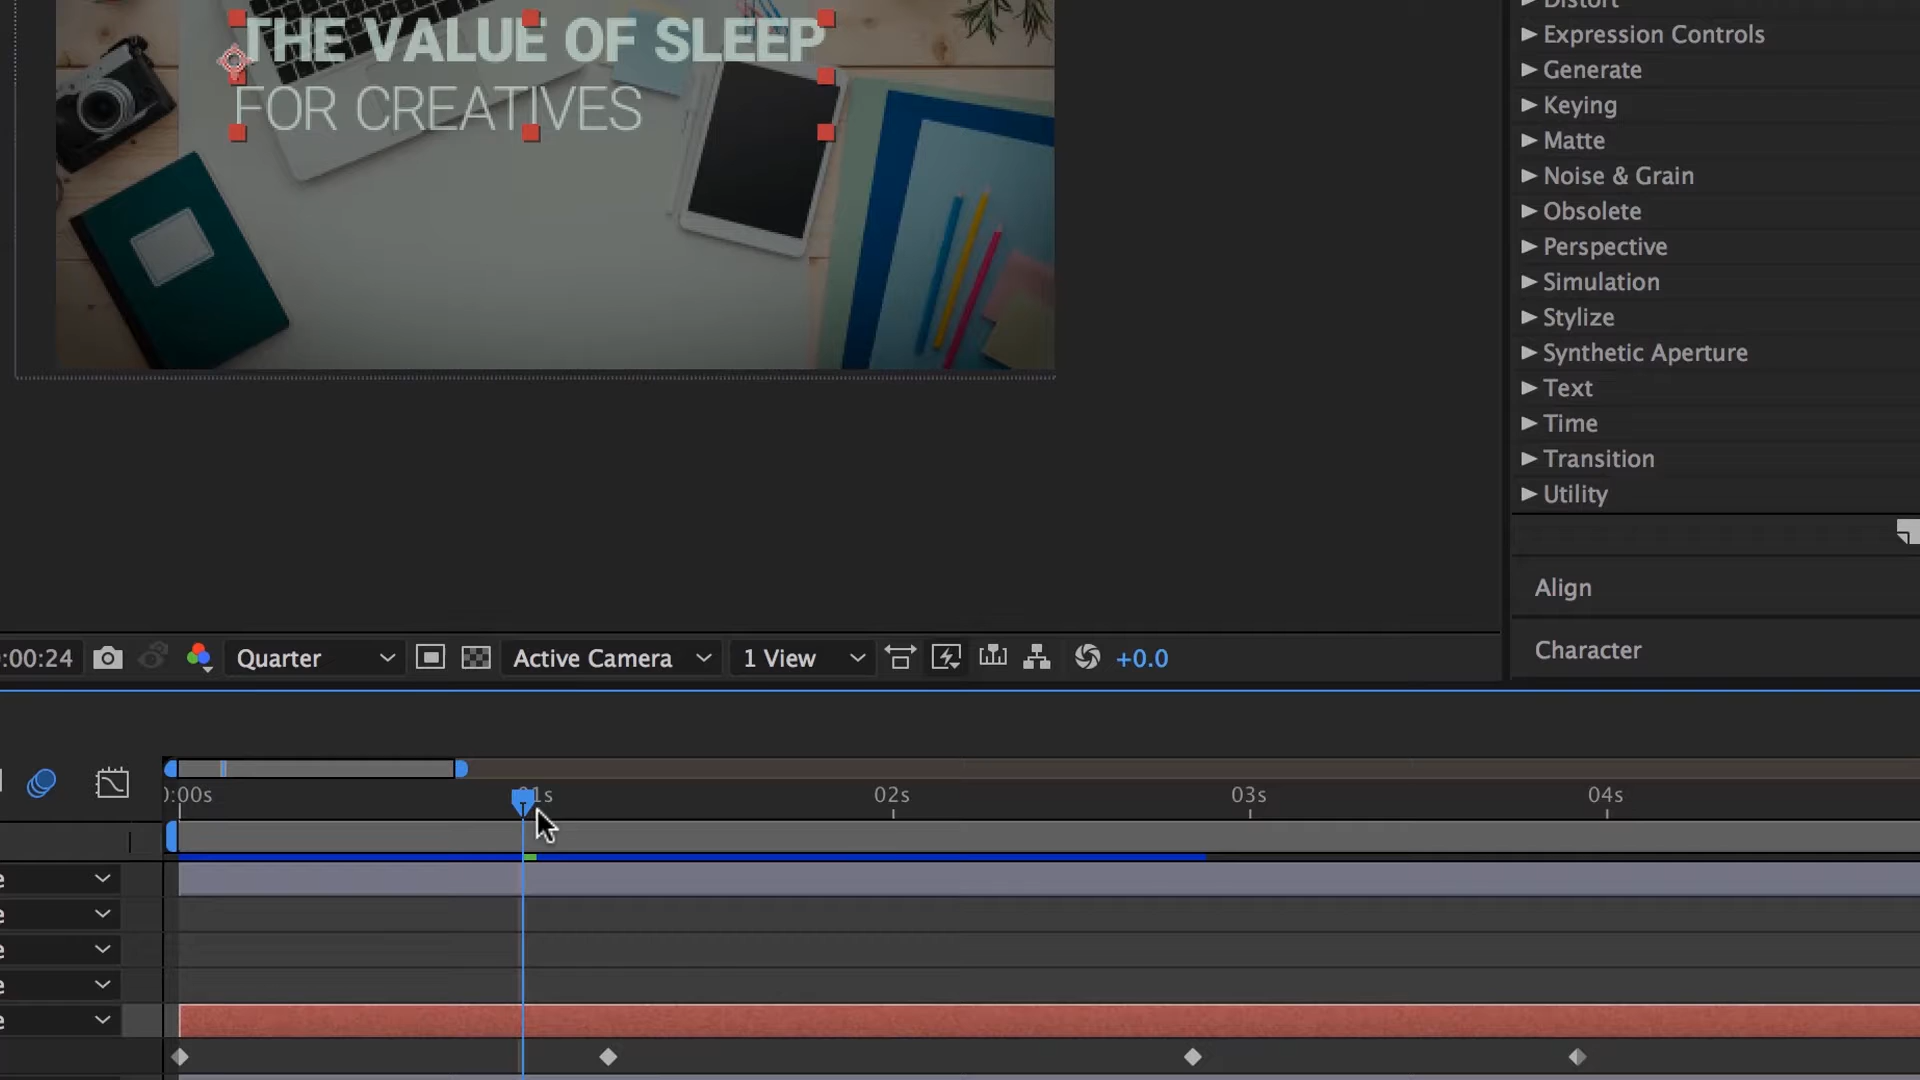 THE VALUE OF SLEEP
FOR CREATIVES
Distort
Expression Controls
Generate
Keying
Matte
Noise & Grain
Obsolete
Perspective
Simulation
Stylize
Synthetic Aperture
Text
Time
Transition
Utility
Align
Character
:00:24
Quarter
Active Camera
1 View
+0.0
0:00s
01s
02s
03s
04s
e
e
e
e
e